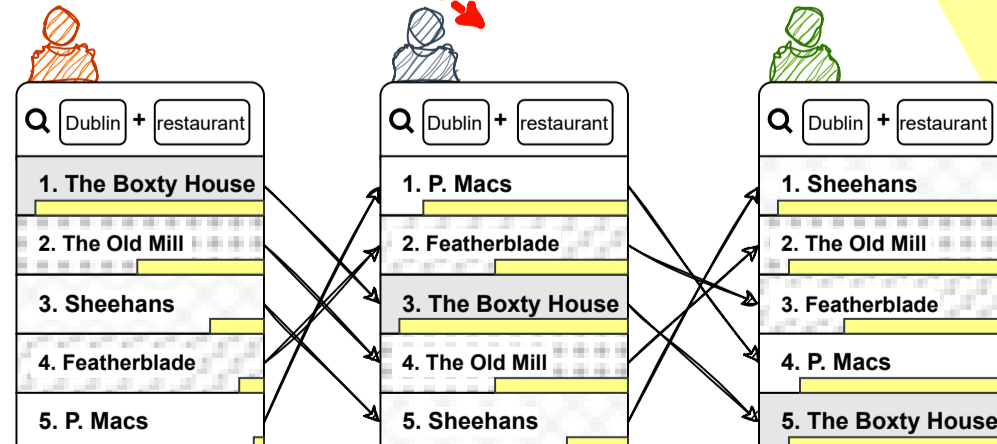 Dublin + restaurant
1. The Boxty House
2. The Old Mill
3. Sheehans
4. Featherblade
5. P. Macs
Dublin + restaurant
1. P. Macs
2. Featherblade
3. The Boxty House
4. The Old Mill
5. Sheehans
Dublin + restaurant
1. Sheehans
2. The Old Mill
3. Featherblade
4. P. Macs
5. The Boxty House